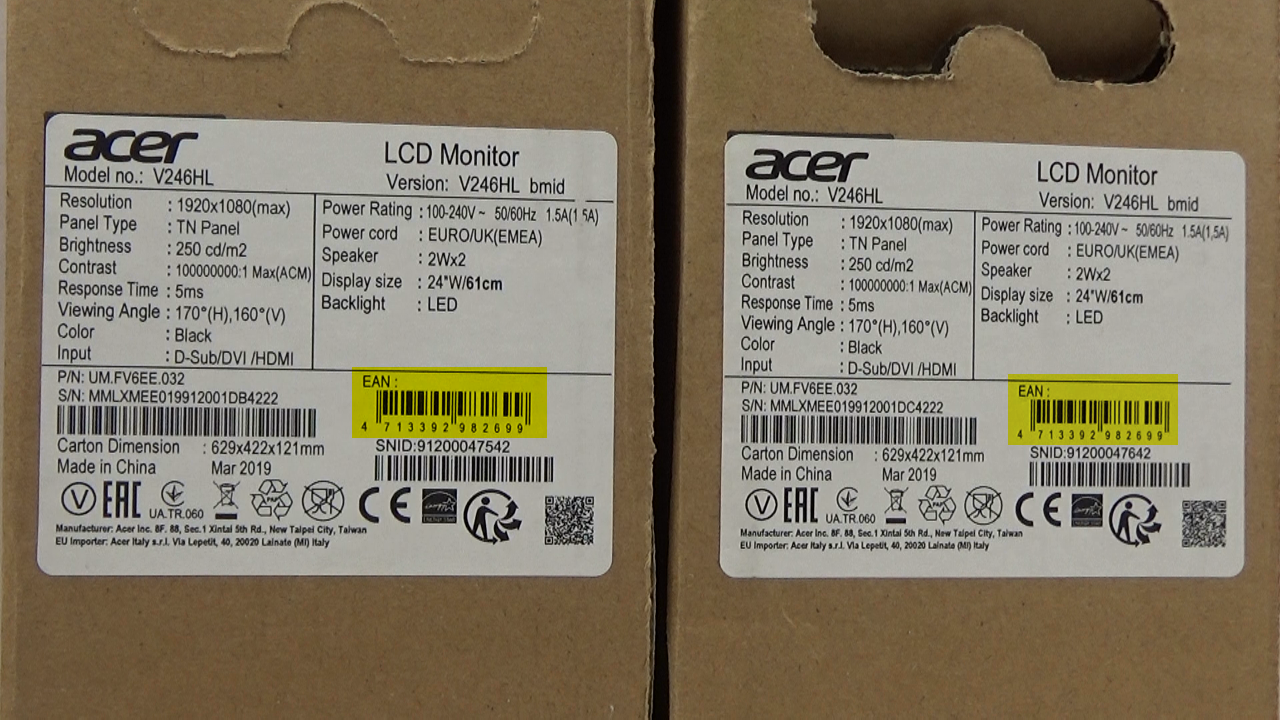 acer
LCD Monitor
Model no.: V246HL
Version: V246HL bmid
Resolution : 1920x1080(max)
Panel Type : TN Panel
Brightness : 250 cd/m2
Contrast : 100000000:1 Max(ACM)
Response Time : 5ms
Viewing Angle : 170°(H),160°(V)
Color : Black
Input : D-Sub/DVI /HDMI
Power Rating : 100-240V~ 50/60Hz 1.5A(1,5A)
Power cord : EURO/UK(EMEA)
Speaker : 2Wx2
Display size : 24"W/61cm
Backlight : LED
P/N: UM.FV6EE.032
S/N: MMLXMEE019912001DB4222
EAN :
4 713392 982699
Carton Dimension : 629x422x121mm
SNID:91200047542
Made in China Mar 2019
EAC
UA.TR.060
PAP
CE
Manufacturer: Acer Inc. 8F. 88, Sec.1 Xintai 5th Rd., New Taipei City, Taiwan
EU Importer: Acer Italy s.r.l. Via Lepetit, 40, 20020 Lainate (MI) Italy
acer
LCD Monitor
Model no.: V246HL
Version: V246HL bmid
Resolution : 1920x1080(max)
Panel Type : TN Panel
Brightness : 250 cd/m2
Contrast : 100000000:1 Max(ACM)
Response Time : 5ms
Viewing Angle : 170°(H),160°(V)
Color : Black
Input : D-Sub/DVI /HDMI
Power Rating : 100-240V~ 50/60Hz 1.5A(1,5A)
Power cord : EURO/UK(EMEA)
Speaker : 2Wx2
Display size : 24"W/61cm
Backlight : LED
P/N: UM.FV6EE.032
S/N: MMLXMEE019912001DC4222
EAN :
4 713392 982699
Carton Dimension : 629x422x121mm
SNID:91200047642
Made in China Mar 2019
EAC
UA.TR.060
CE
Manufacturer: Acer Inc. 8F. 88, Sec.1 Xintai 5th Rd., New Taipei City, Taiwan
EU Importer: Acer Italy s.r.l. Via Lepetit, 40, 20020 Lainate (MI) Italy